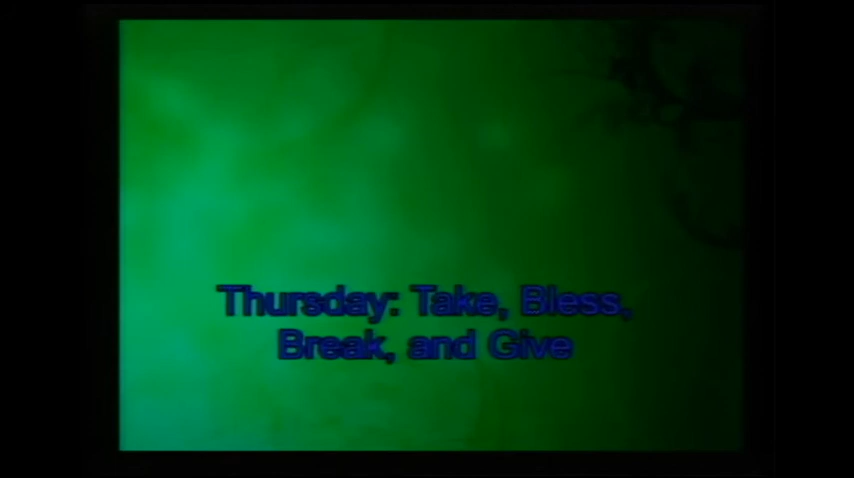 Thursday: Take, Bless,
Break, and Give